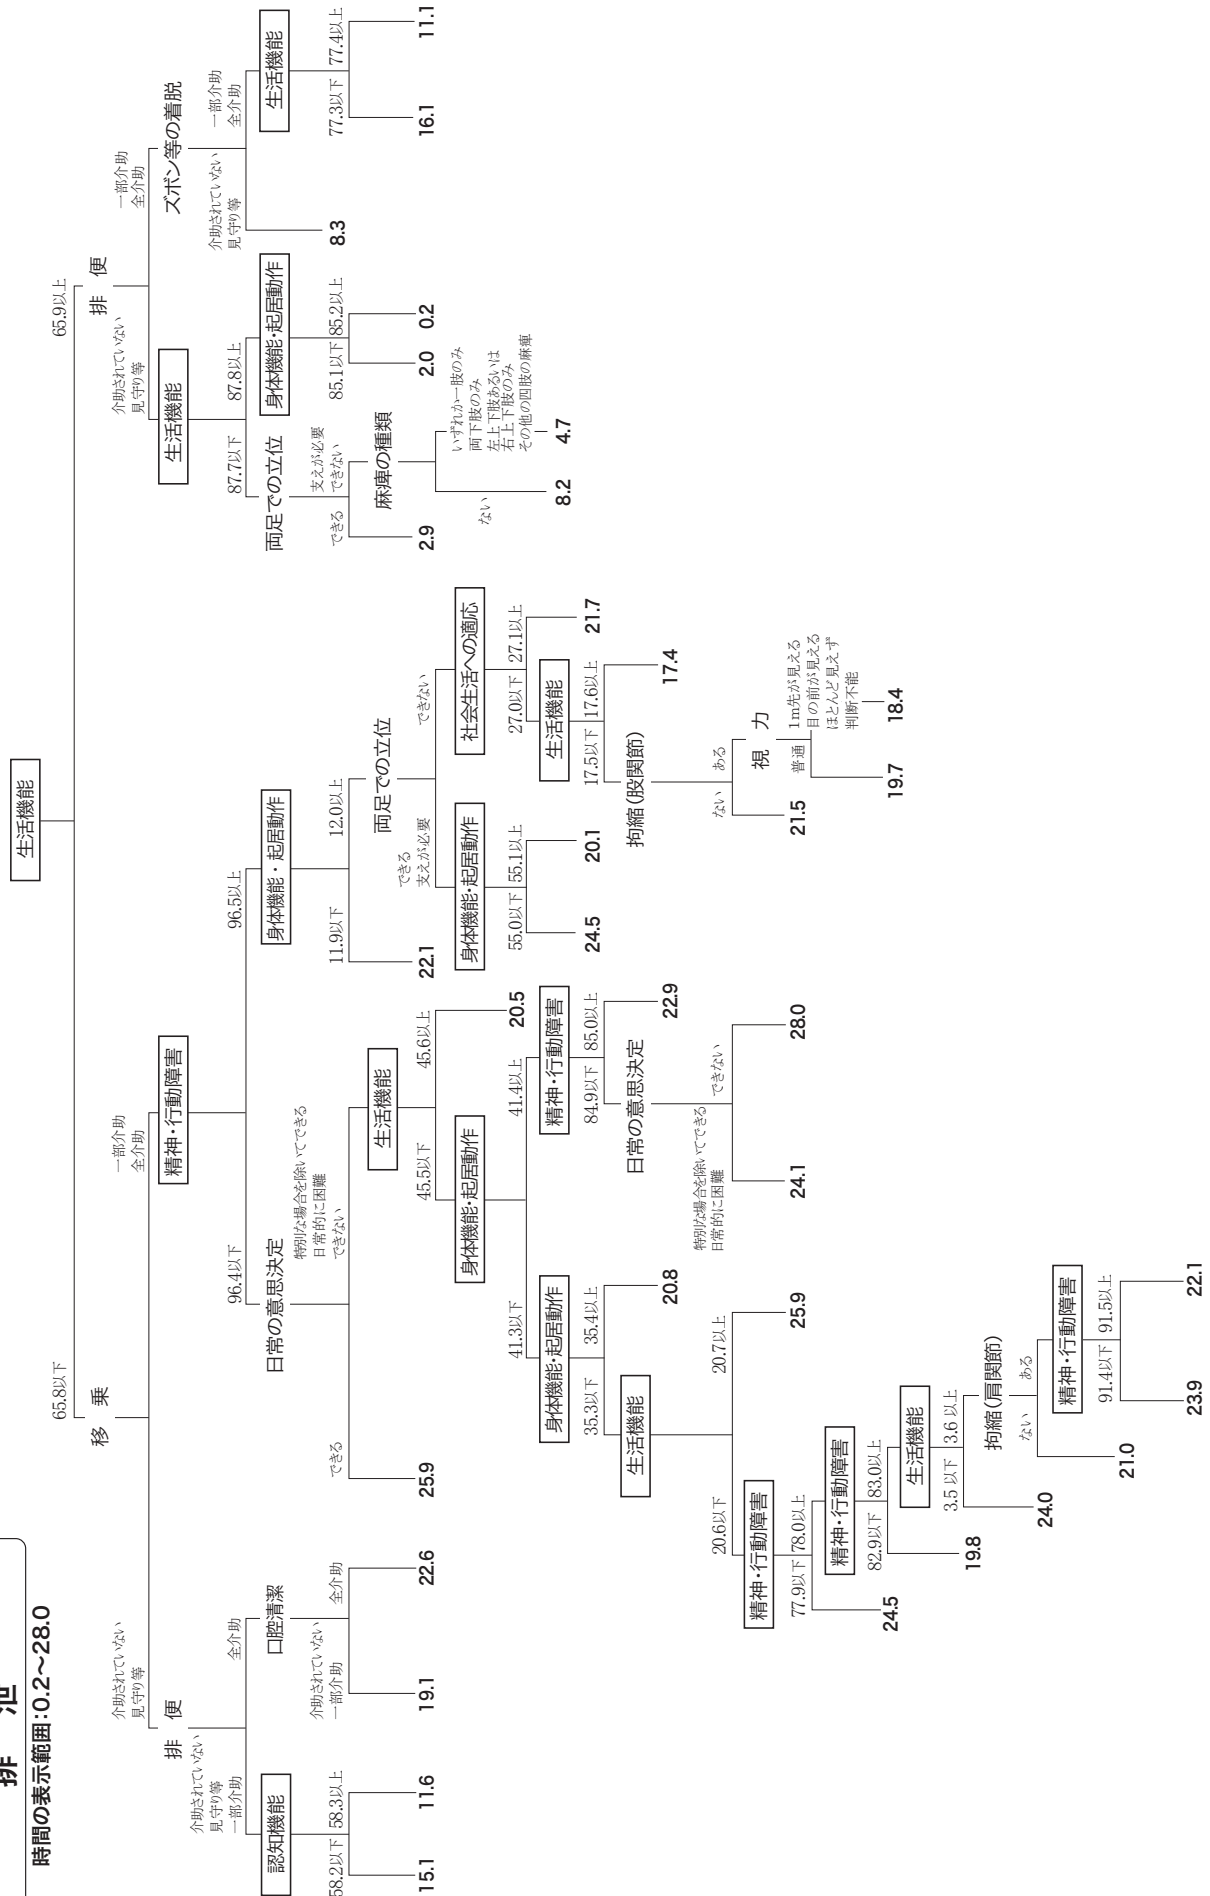 排　泄
時間の表示範囲:0.2〜28.0
生活機能
65.8以下
65.9以上
移　乗
介助されていない
見守り等
一部介助
全介助
排　便
介助されていない
見守り等
一部介助
全介助
認知機能
58.2以下
58.3以上
15.1
11.6
口腔清潔
介助されていない
一部介助
全介助
19.1
22.6
精神・行動障害
96.4以下
96.5以上
日常の意思決定
できる
特別な場合を除いてできる
日常的に困難
できない
25.9
生活機能
45.5以下
45.6以上
20.5
身体機能・起居動作
41.3以下
41.4以上
身体機能・起居動作
35.3以下
35.4以上
20.8
生活機能
20.6以下
20.7以上
25.9
精神・行動障害
77.9以下
78.0以上
24.5
精神・行動障害
82.9以下
83.0以上
19.8
生活機能
3.5 以下
3.6 以上
24.0
拘縮(肩関節)
ない
ある
21.0
精神・行動障害
91.4以下
91.5以上
23.9
22.1
精神・行動障害
84.9以下
85.0以上
22.9
日常の意思決定
特別な場合を除いてできる
日常的に困難
できない
24.1
28.0
身体機能・起居動作
11.9以下
12.0以上
22.1
両足での立位
できる
支えが必要
できない
身体機能・起居動作
55.0以下
55.1以上
24.5
20.1
社会生活への適応
27.0以下
27.1以上
21.7
生活機能
17.5以下
17.6以上
17.4
拘縮(股関節)
ない
ある
21.5
視　力
普通
1m先が見える
目の前が見える
ほとんど見えず
判断不能
19.7
18.4
排　便
介助されていない
見守り等
一部介助
全介助
生活機能
87.7以下
87.8以上
両足での立位
できる
支えが必要
できない
2.9
麻痺の種類
ない
いずれか一肢のみ
両下肢のみ
左上下肢あるいは
右上下肢のみ
その他の四肢の麻痺
8.2
4.7
身体機能・起居動作
85.1以下
85.2以上
2.0
0.2
ズボン等の着脱
介助されていない
見守り等
一部介助
全介助
8.3
生活機能
77.3以下
77.4以上
16.1
11.1